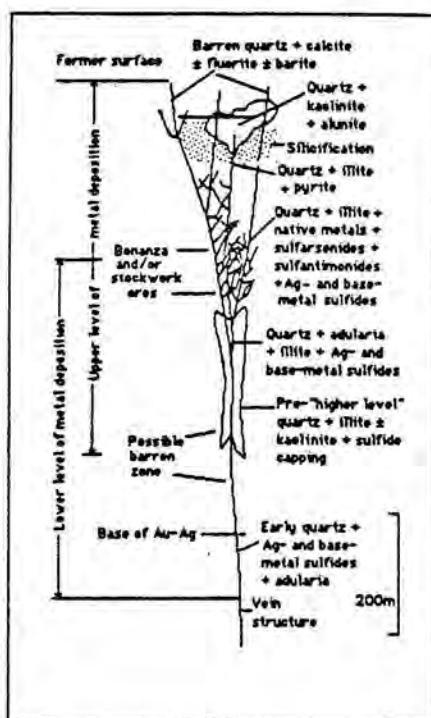 Former surface
Barren quartz + calcite
± fluorite ± barite
Quartz +
kaolinite
+ alunite
Silicification
Quartz + illite
+ pyrite
Quartz + illite +
native metals +
sulfarsenides +
sulfantimonides
+Ag- and base-
metal sulfides
Bonanza
and/or
stockwork
ores
Upper level of metal deposition
Lower level of metal deposition
Quartz + adularia
+ illite + Ag- and
base-metal sulfides
Pre-"higher level"
quartz + illite ±
kaolinite + sulfide
capping
Possible
barren
zone
Base of Au-Ag
Early quartz +
Ag- and base-
metal sulfides
+ adularia
Vein
structure
200m